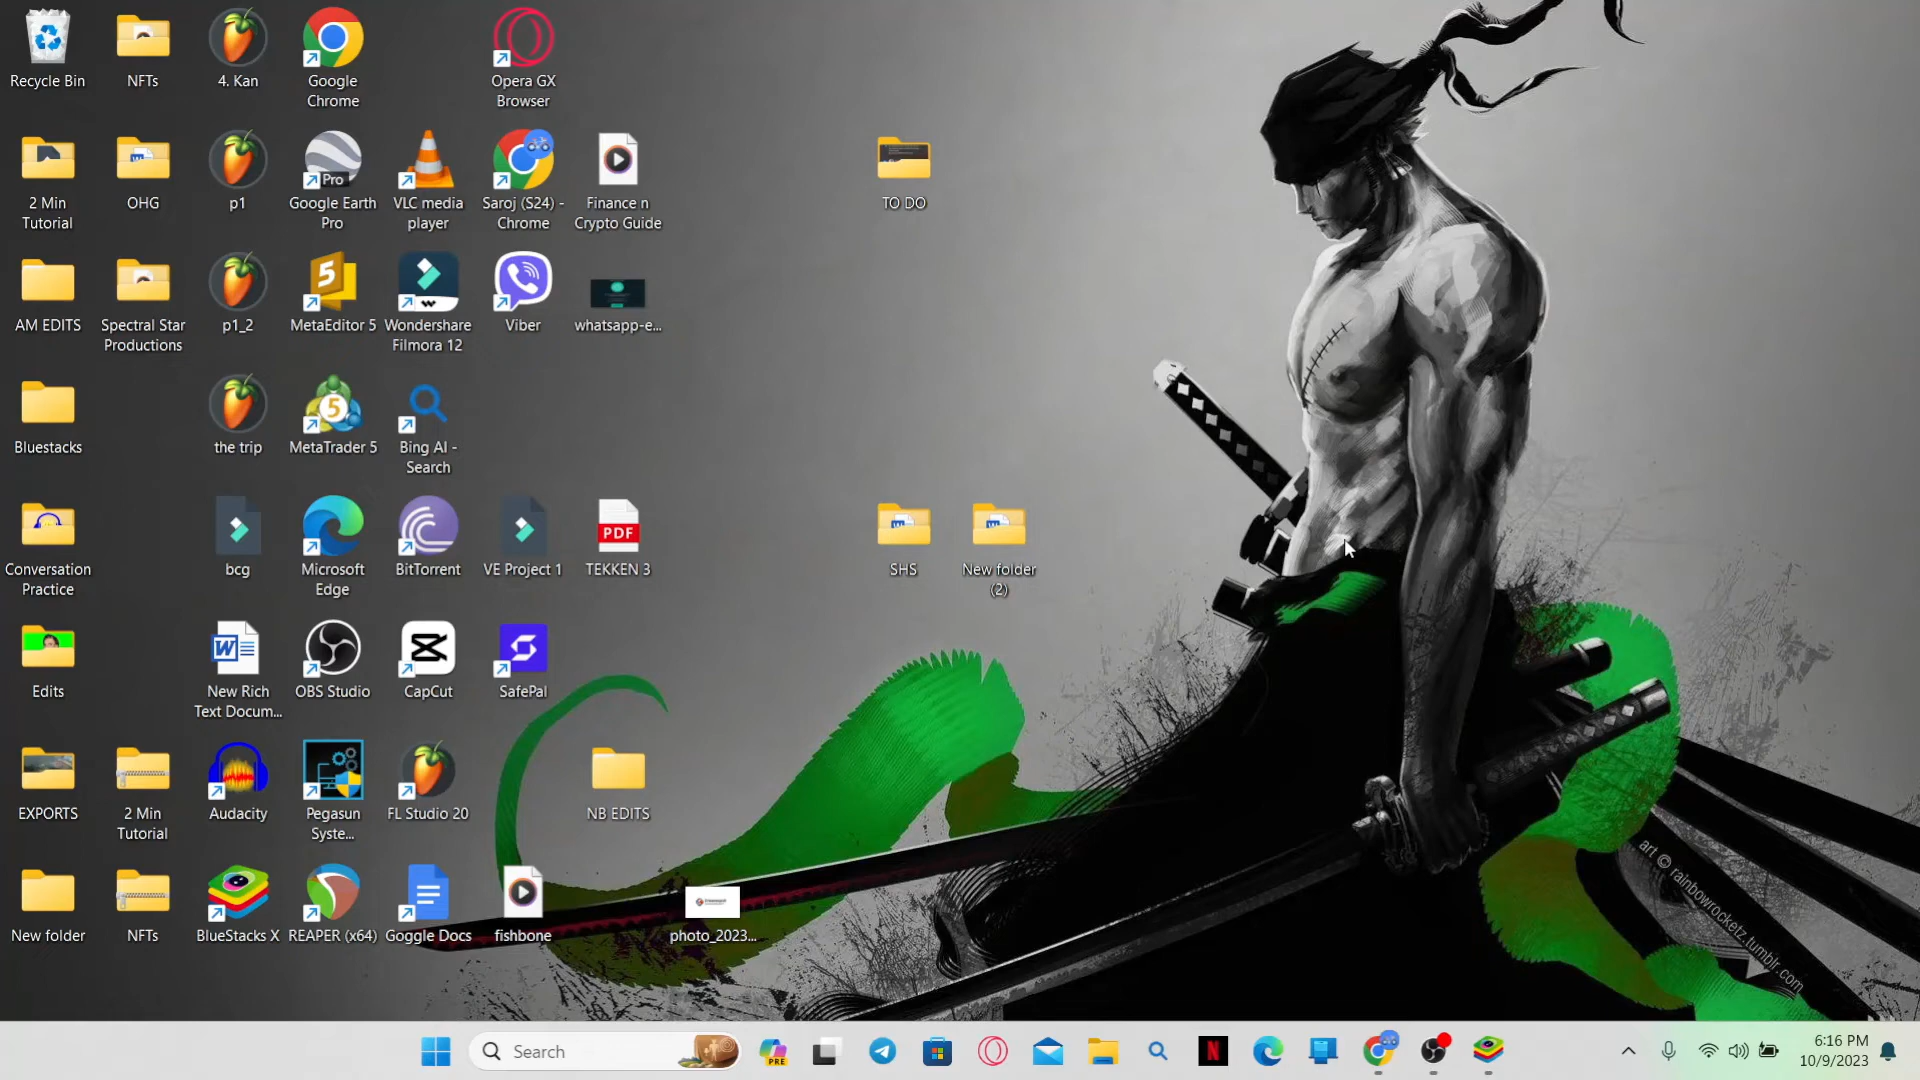 Recycle Bin
NFTs
4. Kan
Google
Chrome
Opera GX
Browser
2 Min
Tutorial
OHG
p1
Pro
Google Earth
Pro
VLC media
player
Saroj (S24) -
Chrome
Finance n
Crypto Guide
TO DO
AM EDITS
Spectral Star
Productions
p1_2
5
MetaEditor 5
Wondershare
Filmora 12
Viber
whatsapp-e...
Bluestacks
the trip
5
MetaTrader 5
Bing AI -
Search
Conversation
Practice
bcg
Microsoft
Edge
BitTorrent
VE Project 1
PDF
TEKKEN 3
SHS
New folder
(2)
Edits
W
New Rich
Text Docum...
OBS Studio
CapCut
SafePal
EXPORTS
2 Min
Tutorial
Audacity
Pegasun
Syste...
FL Studio 20
NB EDITS
New folder
NFTs
BlueStacks X
REAPER (x64)
Goggle Docs
fishbone
photo_2023...
art © rainbowrocketz.tumblr.com
Search
PRE
N
6:16 PM
10/9/2023